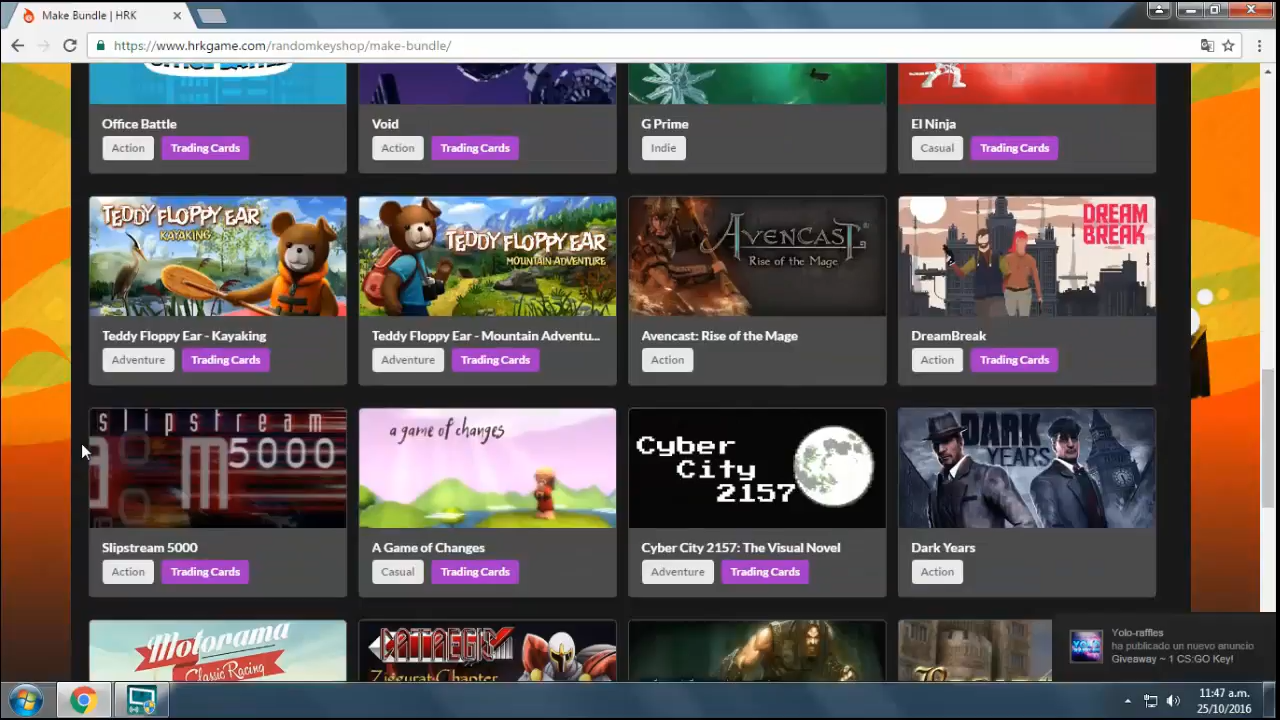 Make Bundle | HRK
https://www.hrkgame.com/randomkeyshop/make-bundle/
Office Battle
Void
G Prime
El Ninja
Action
Trading Cards
Action
Trading Cards
Indie
Casual
Trading Cards
TEDDY FLOPPY EAR
KAYAKING
TEDDY FLOPPY EAR
MOUNTAIN ADVENTURE
AVENCAST
Rise of the Mage
DREAM
BREAK
Teddy Floppy Ear - Kayaking
Teddy Floppy Ear - Mountain Adventu...
Avencast: Rise of the Mage
DreamBreak
Adventure
Trading Cards
Adventure
Trading Cards
Action
Action
Trading Cards
slipstream
5000
a game of changes
Cyber
City
2157
DARK
YEARS
Slipstream 5000
A Game of Changes
Cyber City 2157: The Visual Novel
Dark Years
Action
Trading Cards
Casual
Trading Cards
Adventure
Trading Cards
Action
Motorama
Classic Racing
Ziggurat Chapter
Yolo-raffles
ha publicado un nuevo anuncio
Giveaway ~ 1 CS:GO Key!
11:47 a.m.
25/10/2016